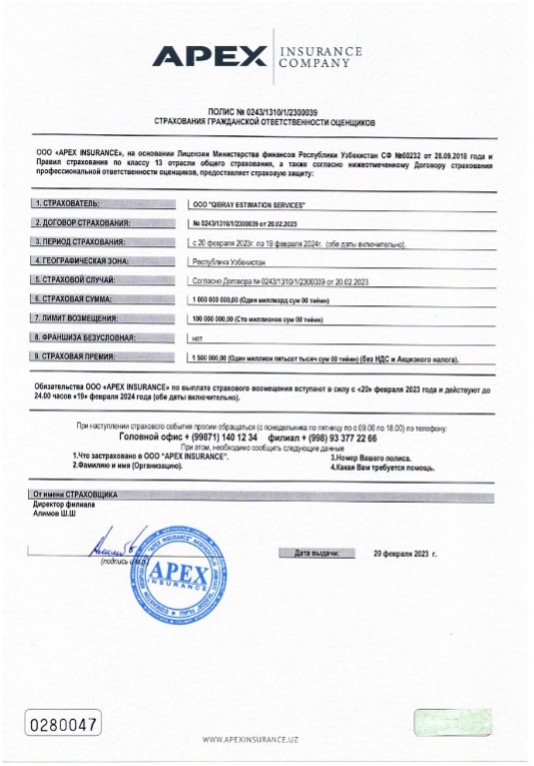 APEX
INSURANCE
COMPANY
ПОЛИС № 0243/1310/1/2300039
СТРАХОВАНИЯ ГРАЖДАНСКОЙ ОТВЕТСТВЕННОСТИ ОЦЕНЩИКОВ
ООО «APEX INSURANCE», на основании Лицензии Министерства финансов Республики Узбекистан СФ №00232 от 28.09.2018 года и
Правил страхования по классу 13 отрасли общего страхования, а также согласно нижеотмеченному Договору страхования
профессиональной ответственности оценщиков, предоставляет страховую защиту:
1. СТРАХОВАТЕЛЬ: ООО "QIBRAY ESTIMATION SERVICES"
2. ДОГОВОР СТРАХОВАНИЯ: № 0243/1310/1/2300039 от 20.02.2023
3. ПЕРИОД СТРАХОВАНИЯ: с 20 февраля 2023г. по 19 февраля 2024г. (обе даты включительно).
4. ГЕОГРАФИЧЕСКАЯ ЗОНА: Республика Узбекистан
5. СТРАХОВОЙ СЛУЧАЙ: Согласно Договора № 0243/1310/1/2300039 от 20.02.2023
6. СТРАХОВАЯ СУММА: 1 000 000 000,00 (Один миллиард сум 00 тийин)
7. ЛИМИТ ВОЗМЕЩЕНИЯ: 100 000 000,00 (Сто миллионов сум 00 тийин)
8. ФРАНШИЗА БЕЗУСЛОВНАЯ: нет
9. СТРАХОВАЯ ПРЕМИЯ: 1 500 000,00 (Один миллион пятьсот тысяч сум 00 тийин) (без НДС и Акцизного налога).
Обязательства ООО «APEX INSURANCE» по выплате страхового возмещения вступают в силу с «20» февраля 2023 года и действуют до
24.00 часов «19» февраля 2024 года (обе даты включительно).
При наступлении страхового события просим обращаться (с понедельника по пятницу по с 09.00 по 18.00) по телефону:
Головной офис + (99871) 140 12 34 филиал + (998) 93 377 22 66
При этом, необходимо сообщить следующие данные
1.Что застраховано в ООО "APEX INSURANCE". 3.Номер Вашего полиса.
2.Фамилию и имя (Организацию). 4.Какая Вам требуется помощь.
От имени СТРАХОВЩИКА
Директор филиала
Алимов Ш.Ш
(подпись и М.П.)
Дата выдачи: 20 февраля 2023 г.
APEX
INSURANCE
0280047
WWW.APEXINSURANCE.UZ